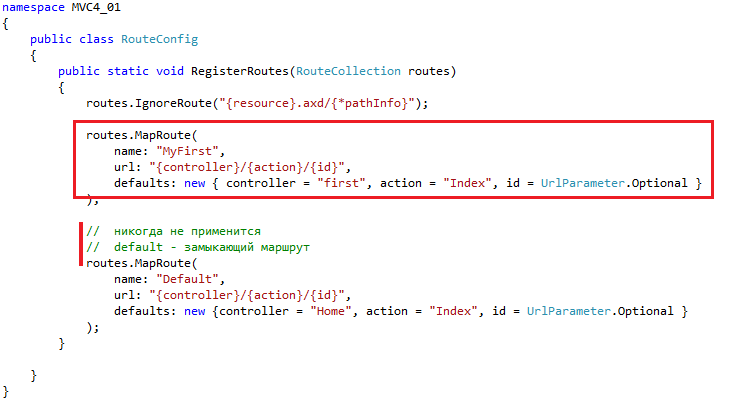 namespace MVC4_01
{
    public class RouteConfig
    {
        public static void RegisterRoutes(RouteCollection routes)
        {
            routes.IgnoreRoute("{resource}.axd/{*pathInfo}");
            routes.MapRoute(
                name: "MyFirst",
                url: "{controller}/{action}/{id}",
                defaults: new { controller = "first", action = "Index", id = UrlParameter.Optional }
            );
            //  никогда не применится
            //  default - замыкающий маршрут
            routes.MapRoute(
                name: "Default",
                url: "{controller}/{action}/{id}",
                defaults: new {controller = "Home", action = "Index", id = UrlParameter.Optional }
            );
        }
    }
}